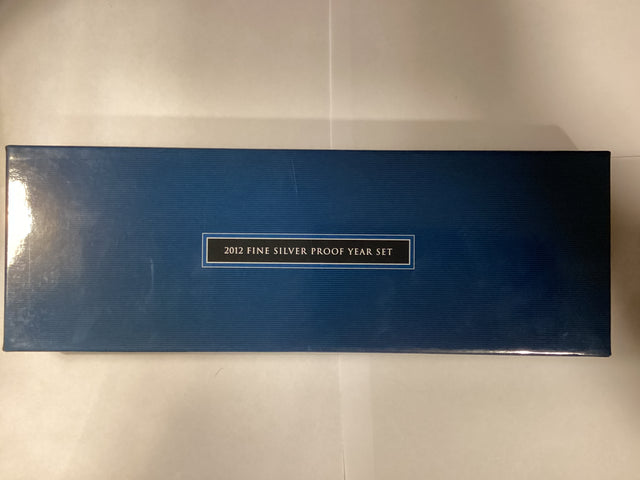 2012 FINE SILVER PROOF YEAR SET